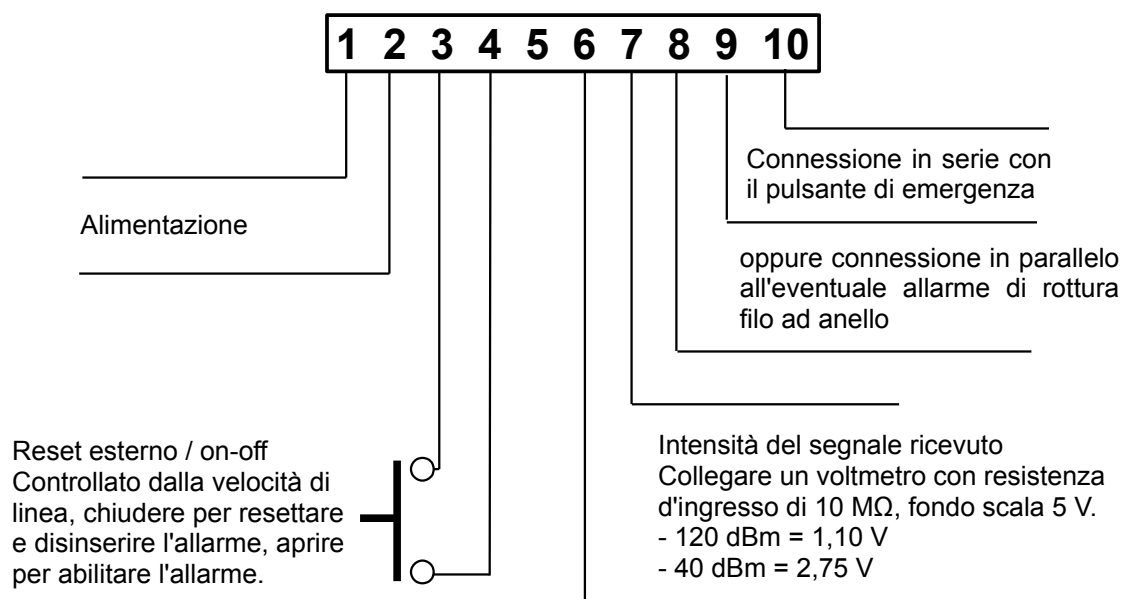 1 2 3 4 5 6 7 8 9 10
Connessione in serie con
il pulsante di emergenza
Alimentazione
oppure connessione in parallelo
all'eventuale allarme di rottura
filo ad anello
Reset esterno / on-off
Controllato dalla velocità di
linea, chiudere per resettare
e disinserire l'allarme, aprire
per abilitare l'allarme.
Intensità del segnale ricevuto
Collegare un voltmetro con resistenza
d'ingresso di 10 MΩ, fondo scala 5 V.
- 120 dBm = 1,10 V
- 40 dBm = 2,75 V